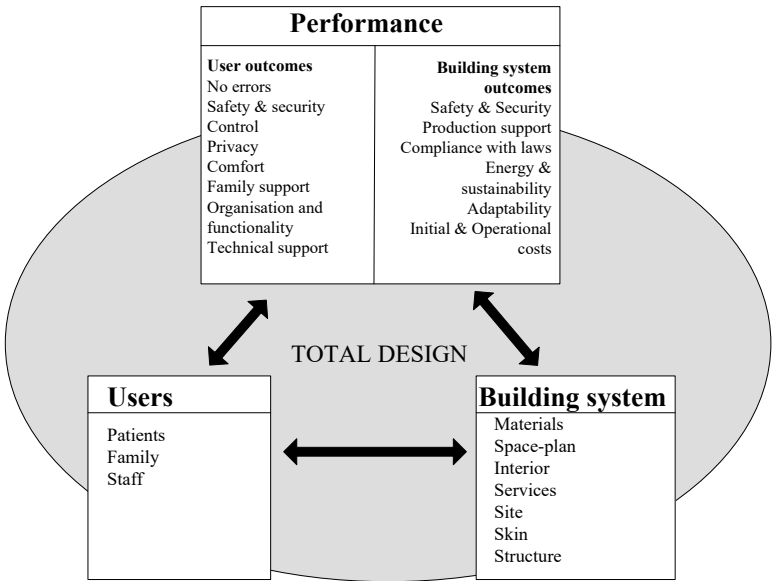 Performance
User outcomes
No errors
Safety & security
Control
Privacy
Comfort
Family support
Organisation and
functionality
Technical support
Building system
outcomes
Safety & Security
Production support
Compliance with laws
Energy &
sustainability
Adaptability
Initial & Operational
costs
TOTAL DESIGN
Users
Patients
Family
Staff
Building system
Materials
Space-plan
Interior
Services
Site
Skin
Structure